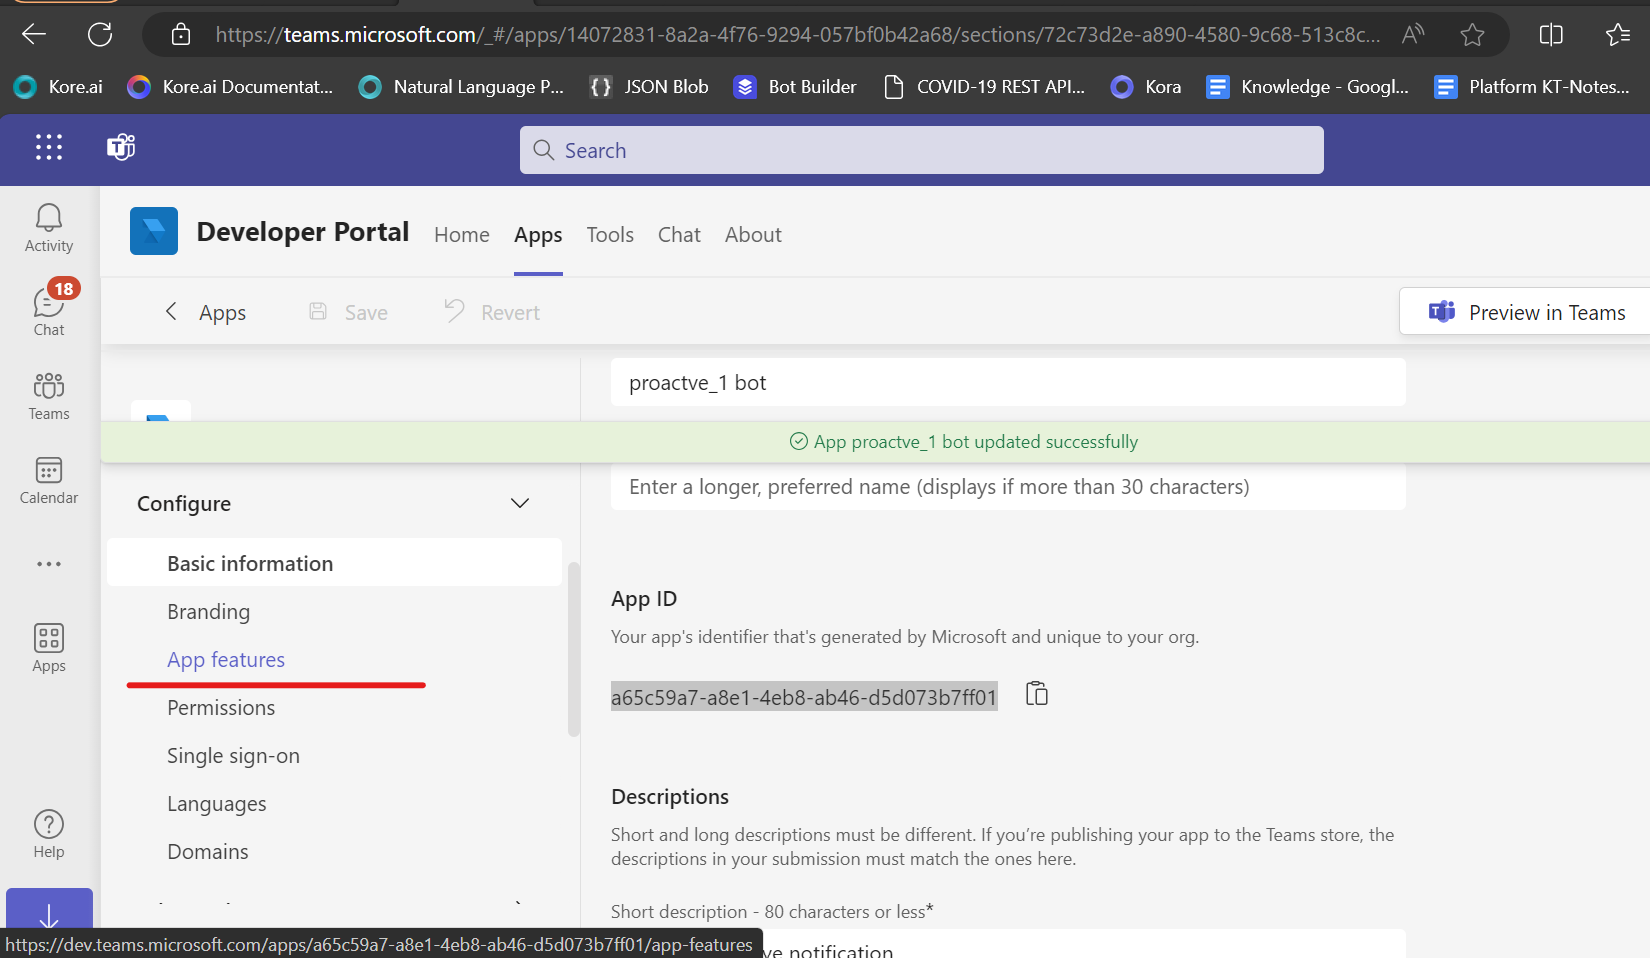 https://teams.microsoft.com/_#/apps/14072831-8a2a-4f76-9294-057bf0b42a68/sections/72c73d2e-a890-4580-9c68-513c8c...
Kore.ai
Kore.ai Documentat...
Natural Language P...
{ } JSON Blob
Bot Builder
COVID-19 REST API...
Kora
Knowledge - Googl...
Platform KT-Notes...
Search
Activity
18
Chat
Teams
Calendar
Apps
Help
Developer Portal
Home
Apps
Tools
Chat
About
Apps
Save
Revert
Preview in Teams
proactve_1 bot
App proactve_1 bot updated successfully
Enter a longer, preferred name (displays if more than 30 characters)
Configure
Basic information
Branding
App features
Permissions
Single sign-on
Languages
Domains
App ID
Your app's identifier that's generated by Microsoft and unique to your org.
a65c59a7-a8e1-4eb8-ab46-d5d073b7ff01
Descriptions
Short and long descriptions must be different. If you’re publishing your app to the Teams store, the
descriptions in your submission must match the ones here.
Short description - 80 characters or less*
ve notification
https://dev.teams.microsoft.com/apps/a65c59a7-a8e1-4eb8-ab46-d5d073b7ff01/app-features